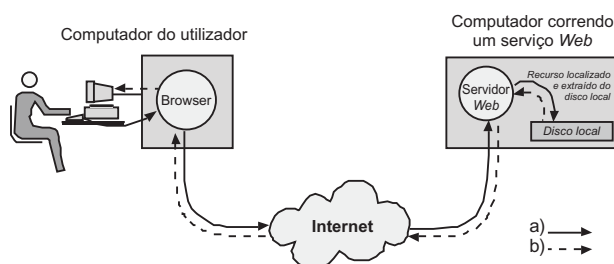 Computador do utilizador
Browser
Computador correndo
um serviço Web
Servidor
Web
Recurso localizado
e extraído do
disco local
Disco local
Internet
a)
b)